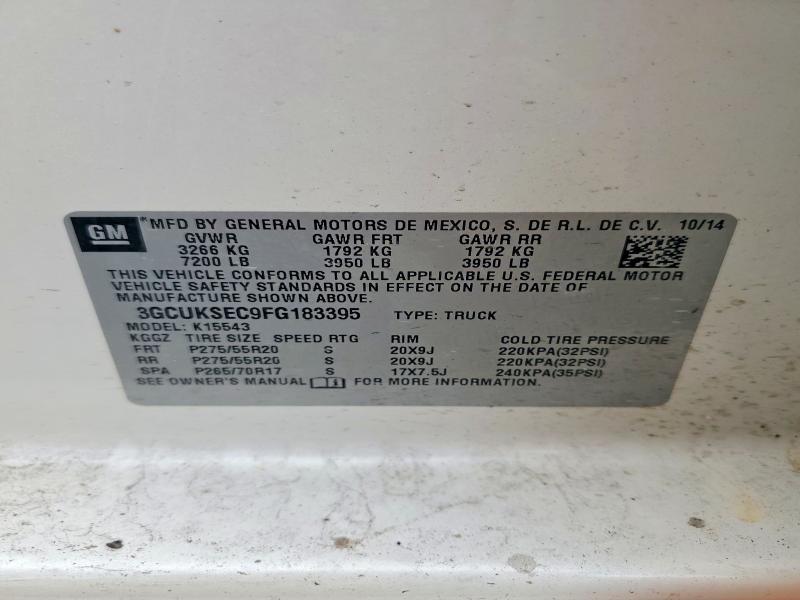 GM *MFD BY GENERAL MOTORS DE MEXICO, S. DE R.L. DE C.V. 10/14
GVWR GAWR FRT GAWR RR
3266 KG 1792 KG 1792 KG
7200 LB 3950 LB 3950 LB
THIS VEHICLE CONFORMS TO ALL APPLICABLE U.S. FEDERAL MOTOR
VEHICLE SAFETY STANDARDS IN EFFECT ON THE DATE OF
MANUFACTURE SHOWN ABOVE.
3GCUKSEC9FG183395 TYPE: TRUCK
MODEL: K15543
KGGZ TIRE SIZE SPEED RTG RIM COLD TIRE PRESSURE
FRT P275/55R20 S 20X9J 220KPA(32PSI)
RR P275/55R20 S 20X9J 220KPA(32PSI)
SPA P265/70R17 S 17X7.5J 240KPA(35PSI)
SEE OWNER'S MANUAL FOR MORE INFORMATION.